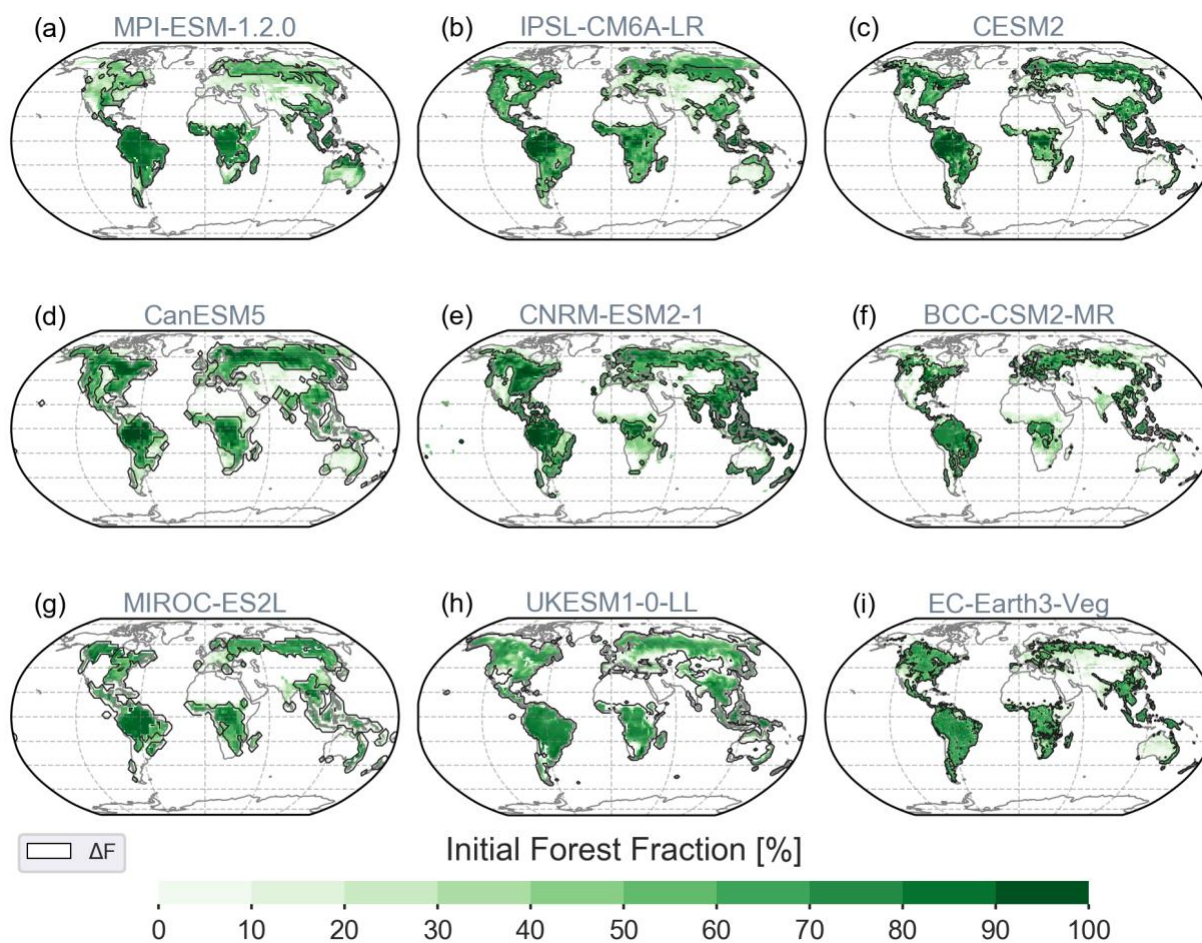 (a) MPI-ESM-1.2.0
(b) IPSL-CM6A-LR
(c) CESM2
(d) CanESM5
(e) CNRM-ESM2-1
(f) BCC-CSM2-MR
(g) MIROC-ES2L
(h) UKESM1-0-LL
(i) EC-Earth3-Veg
ΔF
Initial Forest Fraction [%]
0 10 20 30 40 50 60 70 80 90 100